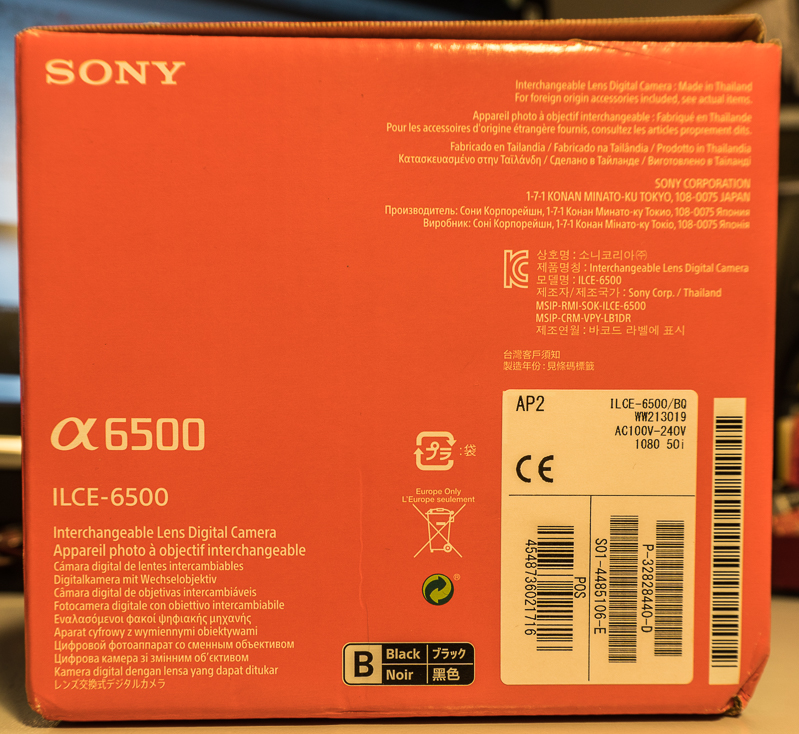 SONY
Interchangeable Lens Digital Camera : Made in Thailand
For foreign origin accessories included, see actual items.
Appareil photo à objectif interchangeable : Fabriqué en Thaïlande
Pour les accessoires d'origine étrangère fournis, consultez les articles proprement dits.
Fabricado en Tailandia / Fabricado na Tailândia / Prodotto in Thailandia
Κατασκευασμένο στην Ταϊλάνδη / Сделано в Таиланде / Виготовлено в Таїланді
SONY CORPORATION
1-7-1 KONAN MINATO-KU TOKYO, 108-0075 JAPAN
Производитель: Сони Корпорейшн, 1-7-1 Конан Минато-ку Токио, 108-0075 Япония
Виробник: Соні Корпорейшн, 1-7-1 Конан Мінато-ку Токіо, 108-0075 Японія
상호명 : 소니코리아㈜
제품명칭 : Interchangeable Lens Digital Camera
모델명 : ILCE-6500
제조자/제조국가 : Sony Corp. / Thailand
MSIP-RMI-SOK-ILCE-6500
MSIP-CRM-VPY-LB1DR
제조연월 : 바코드 라벨에 표시
台灣客戶須知
製造年份 : 見條碼標籤
α6500
ILCE-6500
Interchangeable Lens Digital Camera
Appareil photo à objectif interchangeable
Cámara digital de lentes intercambiables
Digitalkamera mit Wechselobjektiv
Câmara digital de objetivas intercambiáveis
Fotocamera digitale con obiettivo intercambiabile
Εναλασσόμενοι φακοί ψηφιακής μηχανής
Aparat cyfrowy z wymiennymi obiektywami
Цифровой фотоаппарат со сменным объективом
Цифрова камера зі змінним об'єктивом
Kamera digital dengan lensa yang dapat ditukar
レンズ交換式デジタルカメラ
プラ : 袋
Europe Only
L'Europe seulement
®
B Black ブラック
Noir 黑色
AP2
ILCE-6500/BQ
WW213019
AC100V-240V
1080 50i
CE
P-32828440-D
S01-4485106-E
POS
4548736021716